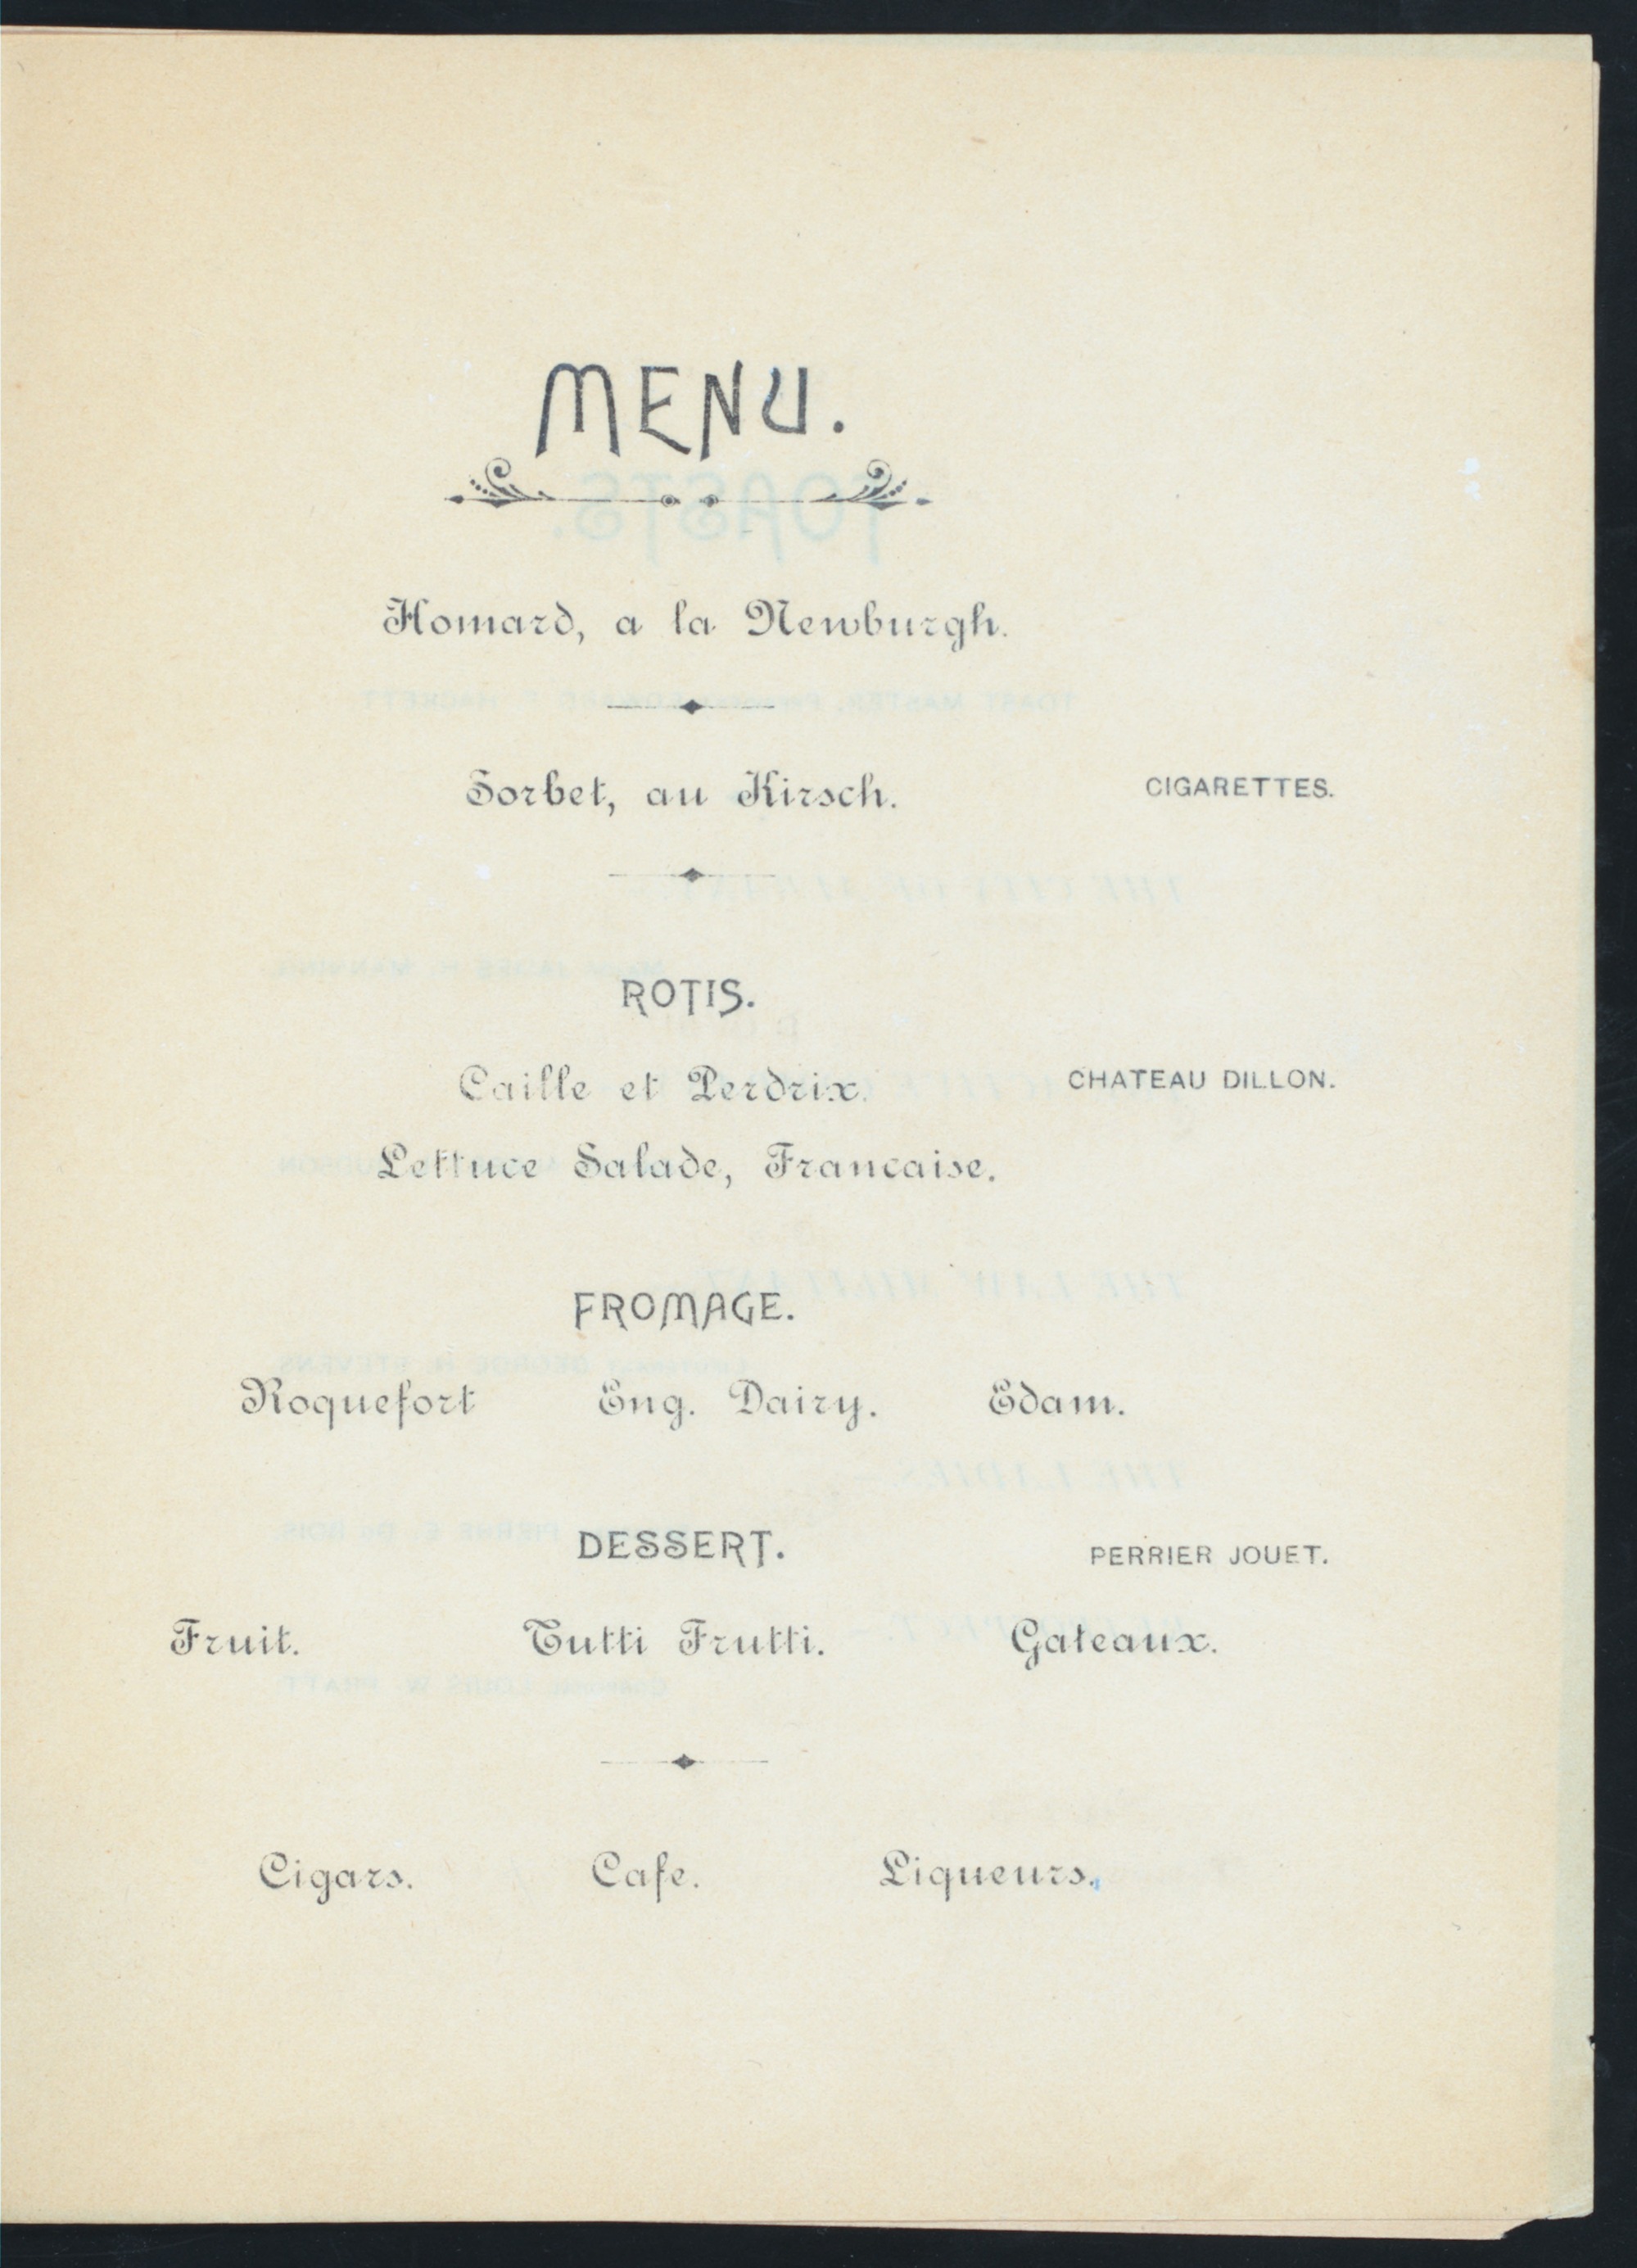 MENU.
Homard, a la Newburgh.
Sorbet, au Kirsch. CIGARETTES.
ROTIS.
Caille et Perdrix. CHATEAU DILLON.
Lettuce Salade, Francaise.
FROMAGE.
Roquefort Eng. Dairy. Edam.
DESSERT. PERRIER JOUET.
Fruit. Tutti Frutti. Gateaux.
Cigars. Cafe. Liqueurs.